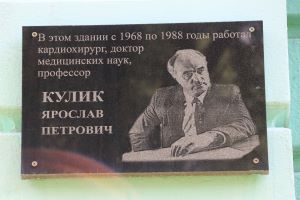 В этом здании с 1968 по 1988 годы работал
кардиохирург, доктор
медицинских наук,
профессор
КУЛИК
ЯРОСЛАВ
ПЕТРОВИЧ